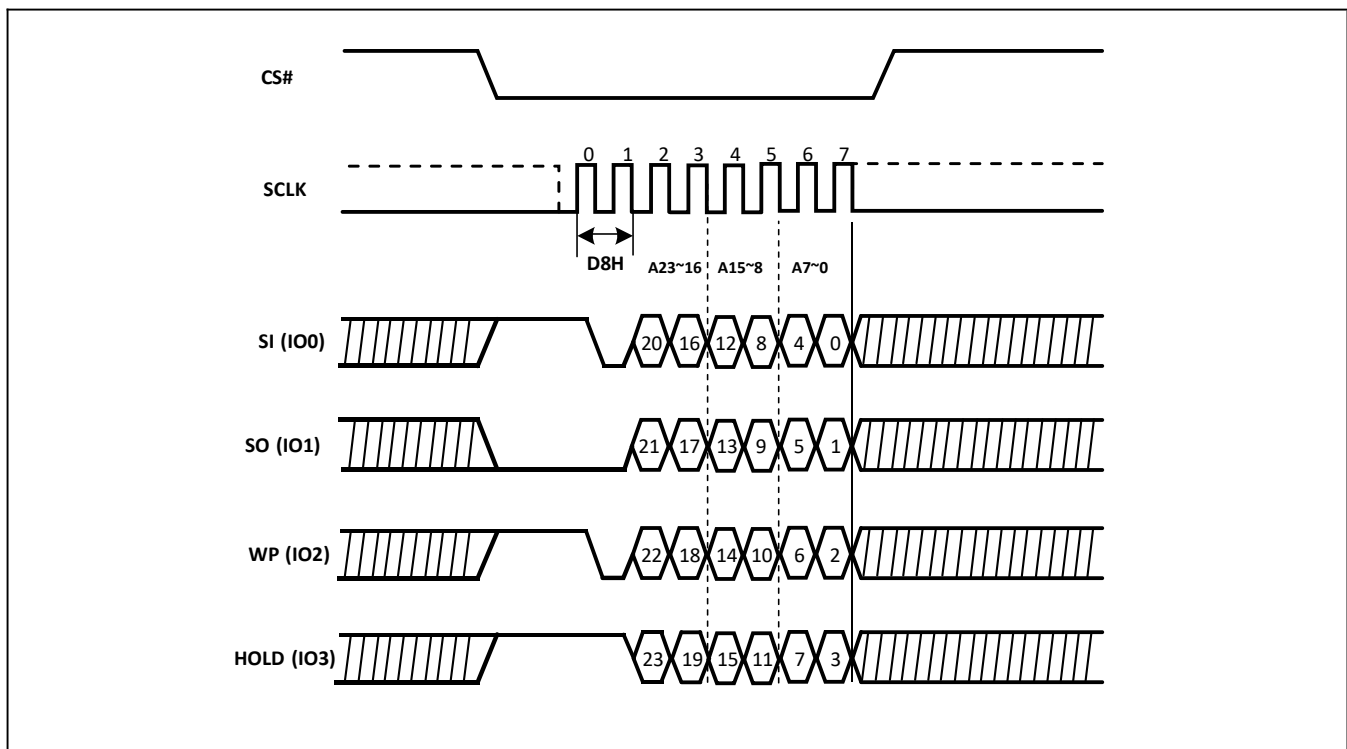 CS#
0 1 2 3 4 5 6 7
SCLK
D8H A23~16 A15~8 A7~0
SI (IO0) 20 16 12 8 4 0
SO (IO1) 21 17 13 9 5 1
WP (IO2) 22 18 14 10 6 2
HOLD (IO3) 23 19 15 11 7 3